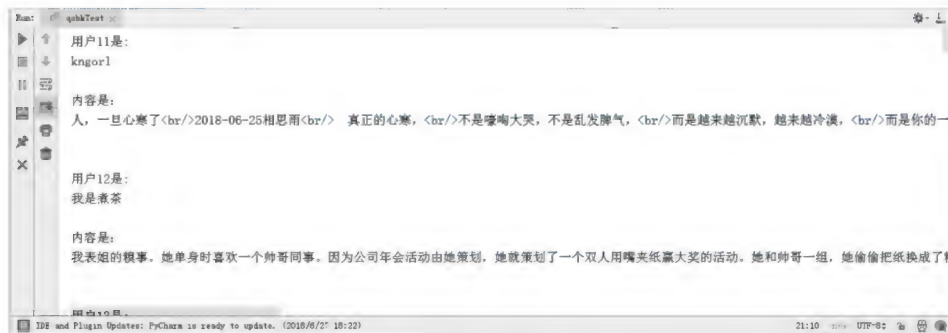 Run: qsbkTest
用户11是:
kngorl
内容是:
人，一旦心寒了<br/>2018-06-25相思雨<br/> 真正的心寒，<br/>不是嚎啕大哭，不是乱发脾气，<br/>而是越来越沉默，越来越冷漠，<br/>而是你的一
用户12是:
我是煮茶
内容是:
我表姐的糗事。她单身时喜欢一个帅哥同事。因为公司年会活动由她策划，她就策划了一个双人用嘴夹纸赢大奖的活动。她和帅哥一组，她偷偷把纸换成了
用户13是:
IDE and Plugin Updates: PyCharm is ready to update. (2018/6/2 18:22)
21:10 UTF-8